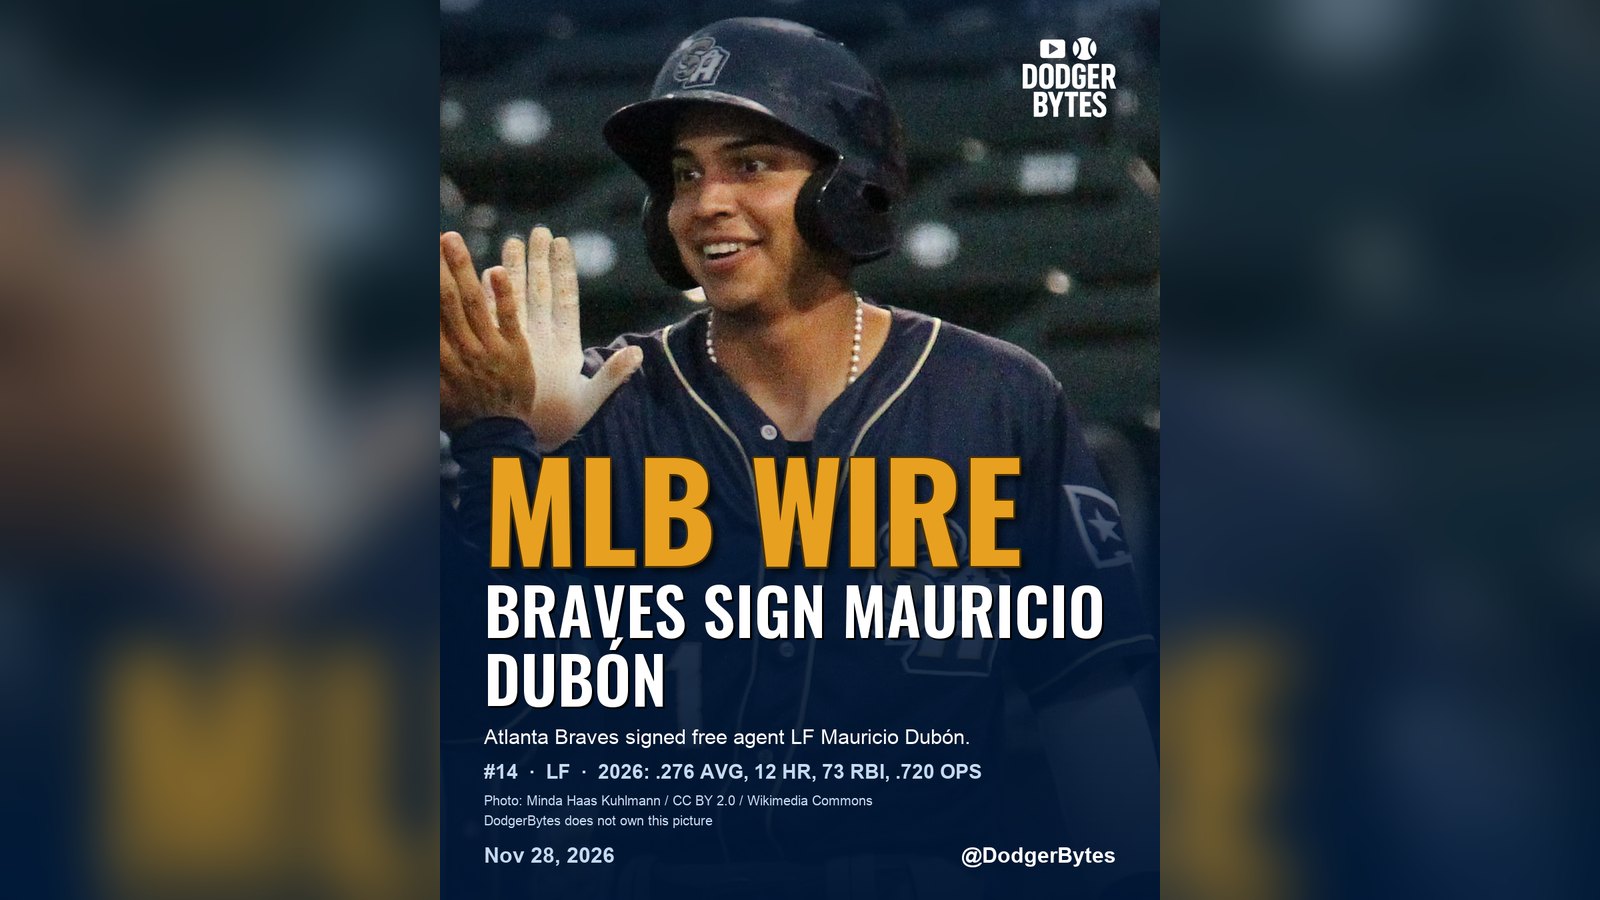 DODGER
BYTES
MLB WIRE
BRAVES SIGN MAURICIO
DUBÓN
Atlanta Braves signed free agent LF Mauricio Dubón.
#14 · LF · 2026: .276 AVG, 12 HR, 73 RBI, .720 OPS
Photo: Minda Haas Kuhlmann / CC BY 2.0 / Wikimedia Commons
DodgerBytes does not own this picture
Nov 28, 2026
@DodgerBytes